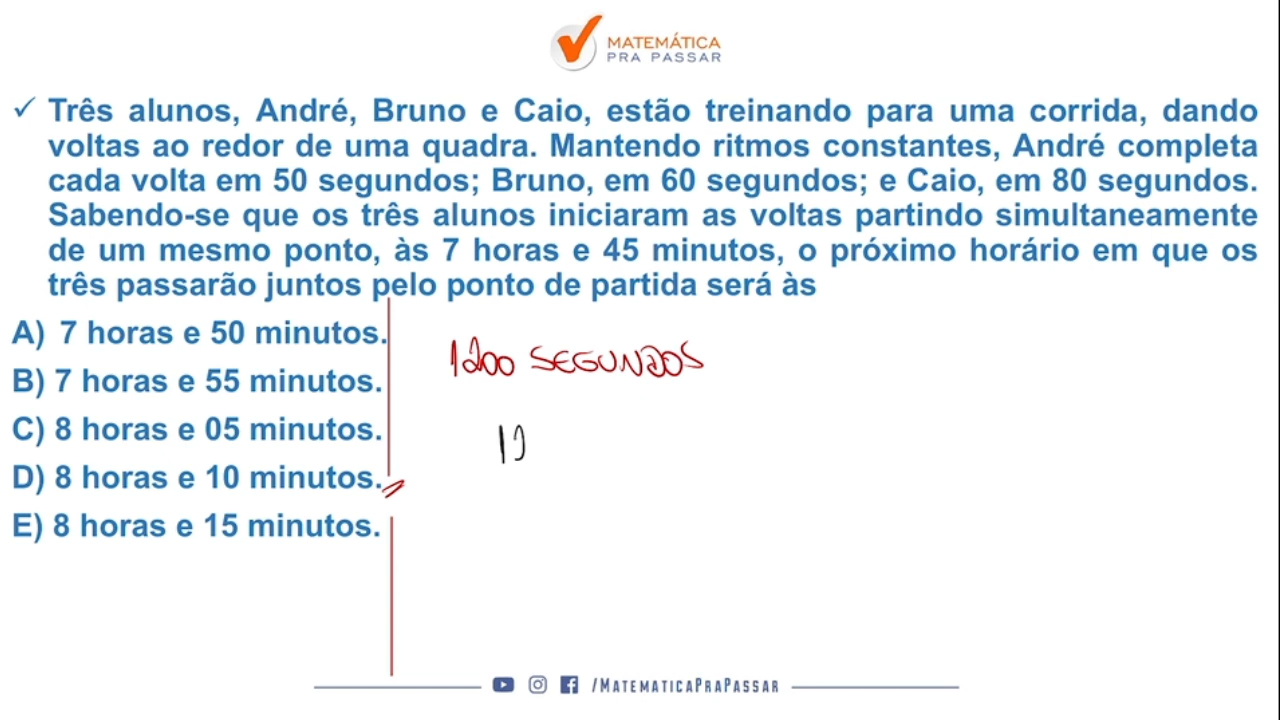 MATEMÁTICA
PRA PASSAR
✓ Três alunos, André, Bruno e Caio, estão treinando para uma corrida, dando
voltas ao redor de uma quadra. Mantendo ritmos constantes, André completa
cada volta em 50 segundos; Bruno, em 60 segundos; e Caio, em 80 segundos.
Sabendo-se que os três alunos iniciaram as voltas partindo simultaneamente
de um mesmo ponto, às 7 horas e 45 minutos, o próximo horário em que os
três passarão juntos pelo ponto de partida será às
A) 7 horas e 50 minutos.
B) 7 horas e 55 minutos.
C) 8 horas e 05 minutos.
D) 8 horas e 10 minutos.
E) 8 horas e 15 minutos.
1200 SEGUNDOS
/MATEMATICAPRAPASSAR